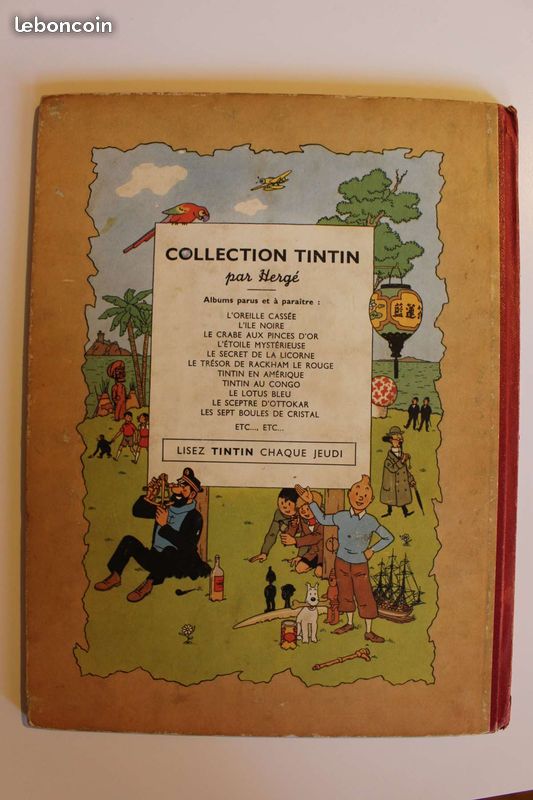 leboncoin
COLLECTION TINTIN
par Hergé
Albums parus et à paraître :
L'OREILLE CASSÉE
L'ILE NOIRE
LE CRABE AUX PINCES D'OR
L'ÉTOILE MYSTÉRIEUSE
LE SECRET DE LA LICORNE
LE TRÉSOR DE RACKHAM LE ROUGE
TINTIN EN AMÉRIQUE
TINTIN AU CONGO
LE LOTUS BLEU
LE SCEPTRE D'OTTOKAR
LES SEPT BOULES DE CRISTAL
ETC..., ETC...
LISEZ TINTIN CHAQUE JEUDI